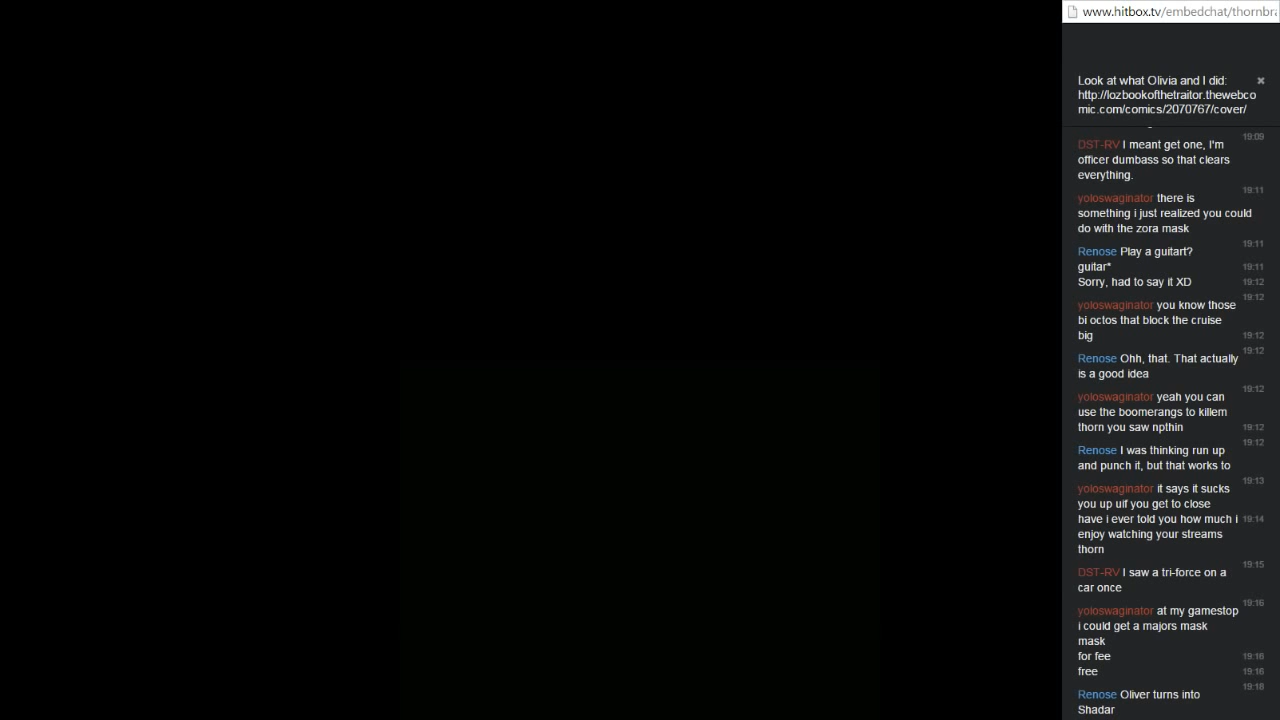 www.hitbox.tv/embedchat/thornbra
Look at what Olivia and I did:
http://lozbookofthetraitor.thewebco
mic.com/comics/2070767/cover/
19:09
DST-RV I meant get one, I'm
officer dumbass so that clears
everything.
19:11
yoloswaginator there is
something i just realized you could
do with the zora mask
19:11
Renose Play a guitart?
guitar* 19:11
Sorry, had to say it XD 19:12
19:12
yoloswaginator you know those
bi octos that block the cruise
big 19:12
19:12
Renose Ohh, that. That actually
is a good idea
19:12
yoloswaginator yeah you can
use the boomerangs to killem
thorn you saw npthin 19:12
19:12
Renose I was thinking run up
and punch it, but that works to
19:13
yoloswaginator it says it sucks
you up uif you get to close
have i ever told you how much i 19:14
enjoy watching your streams
thorn
19:15
DST-RV I saw a tri-force on a
car once
19:16
yoloswaginator at my gamestop
i could get a majors mask
mask
for fee 19:16
free 19:16
19:18
Renose Oliver turns into
Shadar